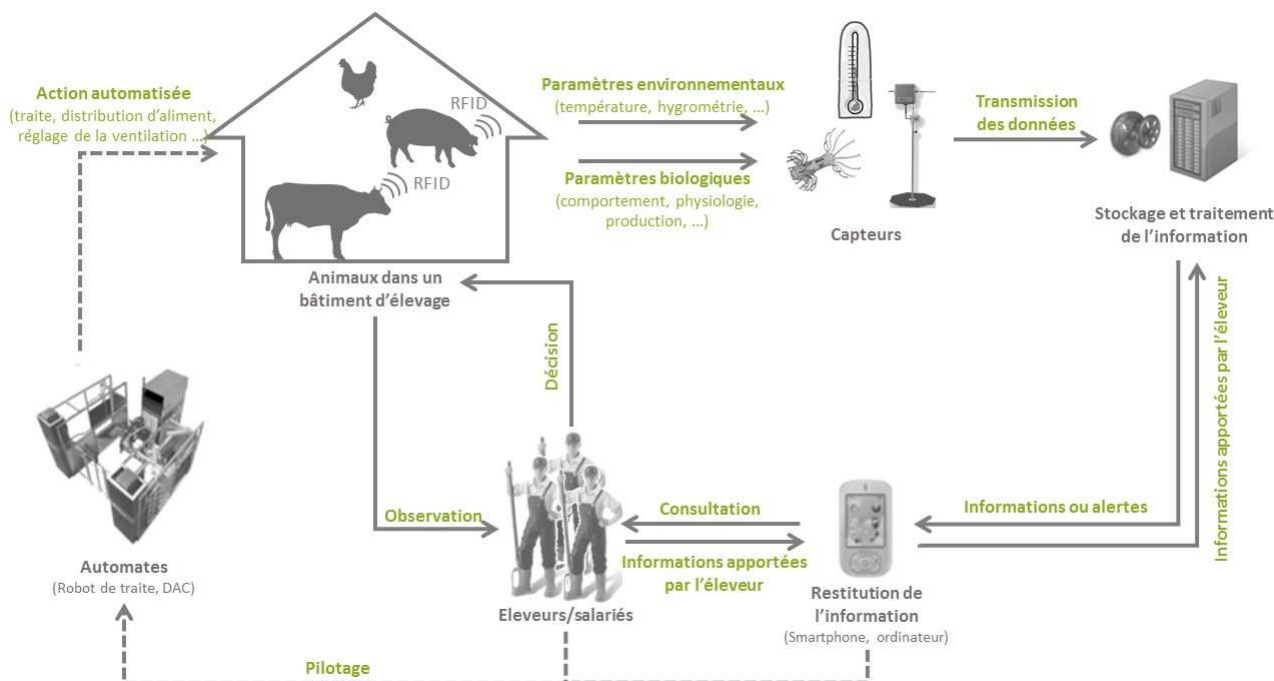 Action automatisée
(traite, distribution d'aliment,
réglage de la ventilation ...)
RFID
RFID
Animaux dans un
bâtiment d'élevage
Paramètres environnementaux
(température, hygrométrie, ...)
Paramètres biologiques
(comportement, physiologie,
production, ...)
Capteurs
Transmission
des données
Stockage et traitement
de l'information
Décision
Informations apportées par l'éleveur
Observation
Eleveurs/salariés
Consultation
Informations apportées
par l'éleveur
Informations ou alertes
Restitution de
l'information
(Smartphone, ordinateur)
Automates
(Robot de traite, DAC)
Pilotage